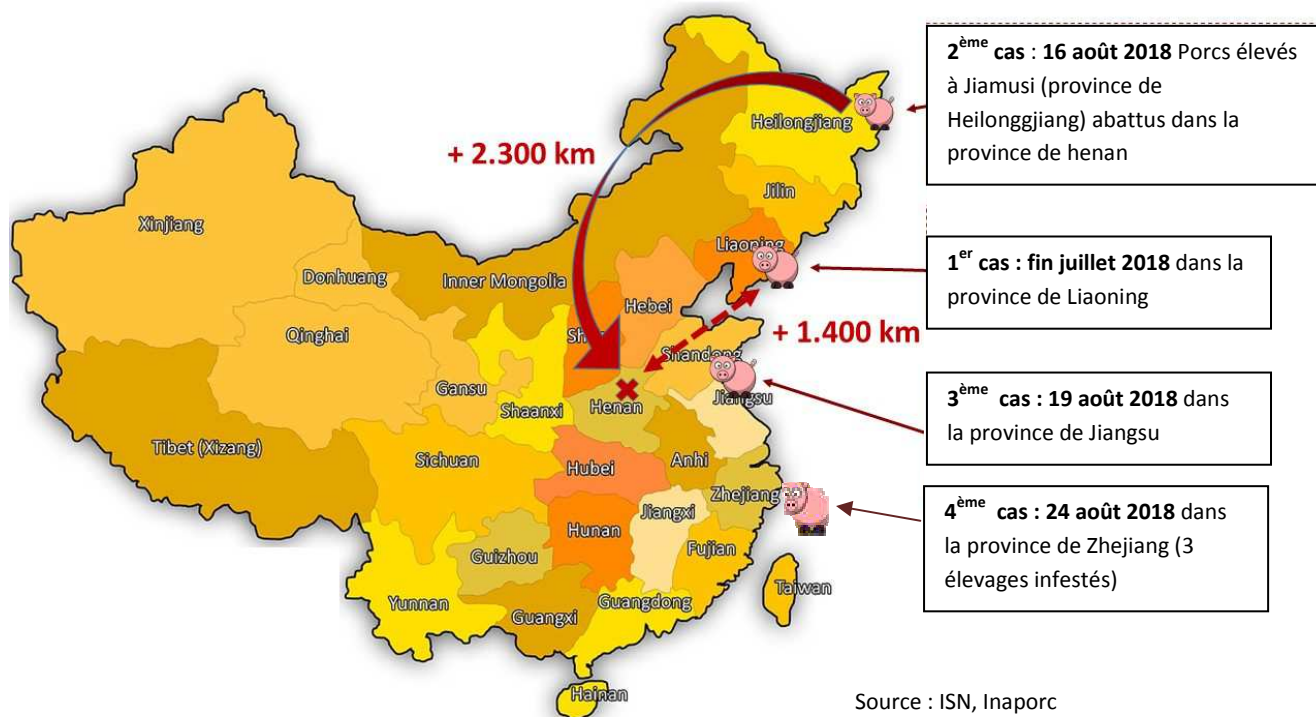 2ème cas : 16 août 2018 Porcs élevés
à Jiamusi (province de
Heilonggjiang) abattus dans la
province de henan
Heilongjiang
+ 2.300 km
Jilin
Xinjiang
Liaoning
1er cas : fin juillet 2018 dans la
province de Liaoning
Donhuang
Inner Mongolia
Hebei
Qinghai
+ 1.400 km
Shandong
Gansu
Shaanxi
Henan
Jiangsu
3ème cas : 19 août 2018 dans
la province de Jiangsu
Tibet (Xizang)
Sichuan
Hubei
Anhi
Zhejiang
4ème cas : 24 août 2018 dans
la province de Zhejiang (3
élevages infestés)
Jiangxi
Hunan
Guizhou
Fujian
Taiwan
Yunnan
Guangxi
Guangdong
Hainan
Source : ISN, Inaporc